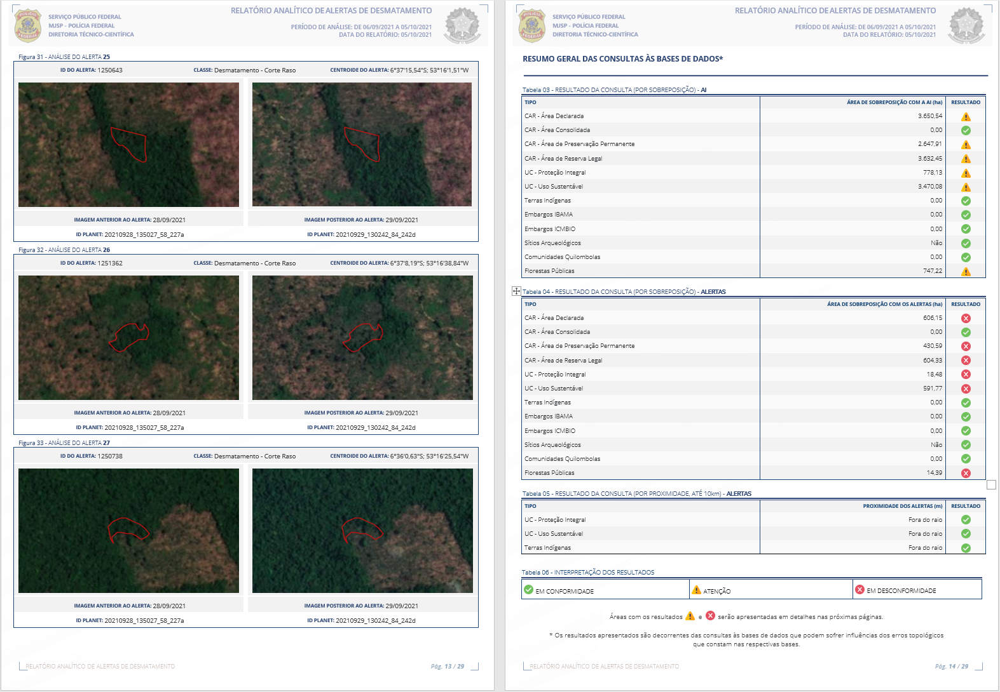 SERVIÇO PÚBLICO FEDERAL
MJSP - POLÍCIA FEDERAL
DIRETORIA TÉCNICO-CIENTÍFICA
RELATÓRIO ANALÍTICO DE ALERTAS DE DESMATAMENTO
PERÍODO DE ANÁLISE: DE 06/09/2021 A 05/10/2021
DATA DO RELATÓRIO: 05/10/2021
Figura 31 - ANÁLISE DO ALERTA 25
ID DO ALERTA: 1250643 CLASSE: Desmatamento - Corte Raso CENTROIDE DO ALERTA: 6°37'15,54"S; 53°16'1,51"W
IMAGEM ANTERIOR AO ALERTA: 28/09/2021 IMAGEM POSTERIOR AO ALERTA: 29/09/2021
ID PLANET: 20210928_135027_58_227a ID PLANET: 20210929_130242_84_242d
Figura 32 - ANÁLISE DO ALERTA 26
ID DO ALERTA: 1251362 CLASSE: Desmatamento - Corte Raso CENTROIDE DO ALERTA: 6°37'8,19"S; 53°16'38,84"W
IMAGEM ANTERIOR AO ALERTA: 28/09/2021 IMAGEM POSTERIOR AO ALERTA: 29/09/2021
ID PLANET: 20210928_135027_58_227a ID PLANET: 20210929_130242_84_242d
Figura 33 - ANÁLISE DO ALERTA 27
ID DO ALERTA: 1250738 CLASSE: Desmatamento - Corte Raso CENTROIDE DO ALERTA: 6°36'0,63"S; 53°16'25,54"W
IMAGEM ANTERIOR AO ALERTA: 28/09/2021 IMAGEM POSTERIOR AO ALERTA: 29/09/2021
ID PLANET: 20210928_135027_58_227a ID PLANET: 20210929_130242_84_242d
RELATÓRIO ANALÍTICO DE ALERTAS DE DESMATAMENTO Pág. 13 / 29
SERVIÇO PÚBLICO FEDERAL
MJSP - POLÍCIA FEDERAL
DIRETORIA TÉCNICO-CIENTÍFICA
RELATÓRIO ANALÍTICO DE ALERTAS DE DESMATAMENTO
PERÍODO DE ANÁLISE: DE 06/09/2021 A 05/10/2021
DATA DO RELATÓRIO: 05/10/2021
RESUMO GERAL DAS CONSULTAS ÀS BASES DE DADOS*
Tabela 03 - RESULTADO DA CONSULTA (POR SOBREPOSIÇÃO) - AI
TIPO ÁREA DE SOBREPOSIÇÃO COM A AI (ha) RESULTADO
CAR - Área Declarada 3.650,54
CAR - Área Consolidada 0,00
CAR - Área de Preservação Permanente 2.647,91
CAR - Área de Reserva Legal 3.632,45
UC - Proteção Integral 778,13
UC - Uso Sustentável 3.470,08
Terras Indígenas 0,00
Embargos IBAMA 0,00
Embargos ICMBIO 0,00
Sítios Arqueológicos Não
Comunidades Quilombolas 0,00
Florestas Públicas 747,22
Tabela 04 - RESULTADO DA CONSULTA (POR SOBREPOSIÇÃO) - ALERTAS
TIPO ÁREA DE SOBREPOSIÇÃO COM OS ALERTAS (ha) RESULTADO
CAR - Área Declarada 606,15
CAR - Área Consolidada 0,00
CAR - Área de Preservação Permanente 430,59
CAR - Área de Reserva Legal 604,33
UC - Proteção Integral 18,48
UC - Uso Sustentável 591,77
Terras Indígenas 0,00
Embargos IBAMA 0,00
Embargos ICMBIO 0,00
Sítios Arqueológicos Não
Comunidades Quilombolas 0,00
Florestas Públicas 14,39
Tabela 05 - RESULTADO DA CONSULTA (POR PROXIMIDADE, ATÉ 10km) - ALERTAS
TIPO PROXIMIDADE DOS ALERTAS (m) RESULTADO
UC - Proteção Integral Fora do raio
UC - Uso Sustentável Fora do raio
Terras Indígenas Fora do raio
Tabela 06 - INTERPRETAÇÃO DOS RESULTADOS
EM CONFORMIDADE ATENÇÃO EM DESCONFORMIDADE
Áreas com os resultados e serão apresentadas em detalhes nas próximas páginas.
* Os resultados apresentados são decorrentes das consultas às bases de dados que podem sofrer influências dos erros topológicos
que constam nas respectivas bases.
RELATÓRIO ANALÍTICO DE ALERTAS DE DESMATAMENTO Pág. 14 / 29